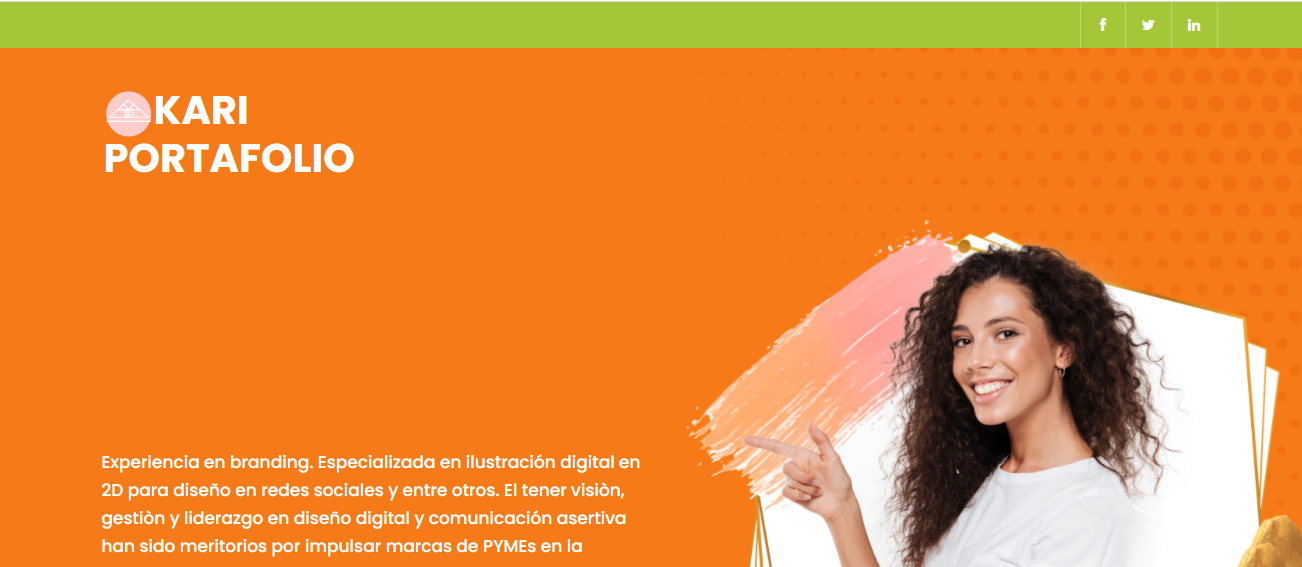 KARI
PORTAFOLIO
Experiencia en branding. Especializada en ilustración digital en
2D para diseño en redes sociales y entre otros. El tener visiòn,
gestiòn y liderazgo en diseño digital y comunicación asertiva
han sido meritorios por impulsar marcas de PYMEs en la